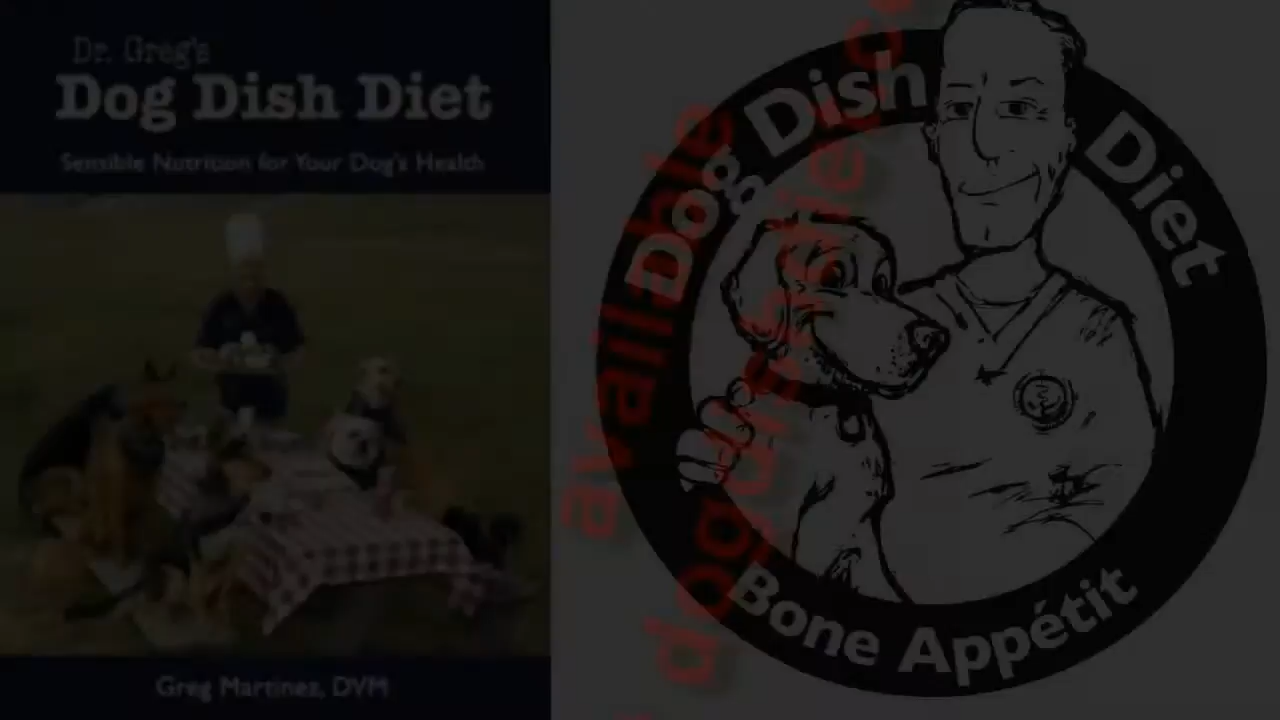 Dr. Greg's
Dog Dish Diet
Sensible Nutrition for Your Dog's Health
Greg Martinez, DVM
Dog Dish Diet
Bone Appétit
available